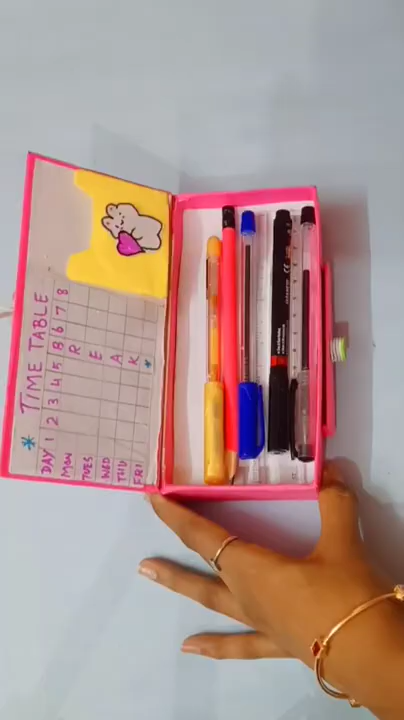 * TIME TABLE
DAY 1 2 3 4 5 B 6 7 8
MON R
TUES E
WED A
THU K
FRI *